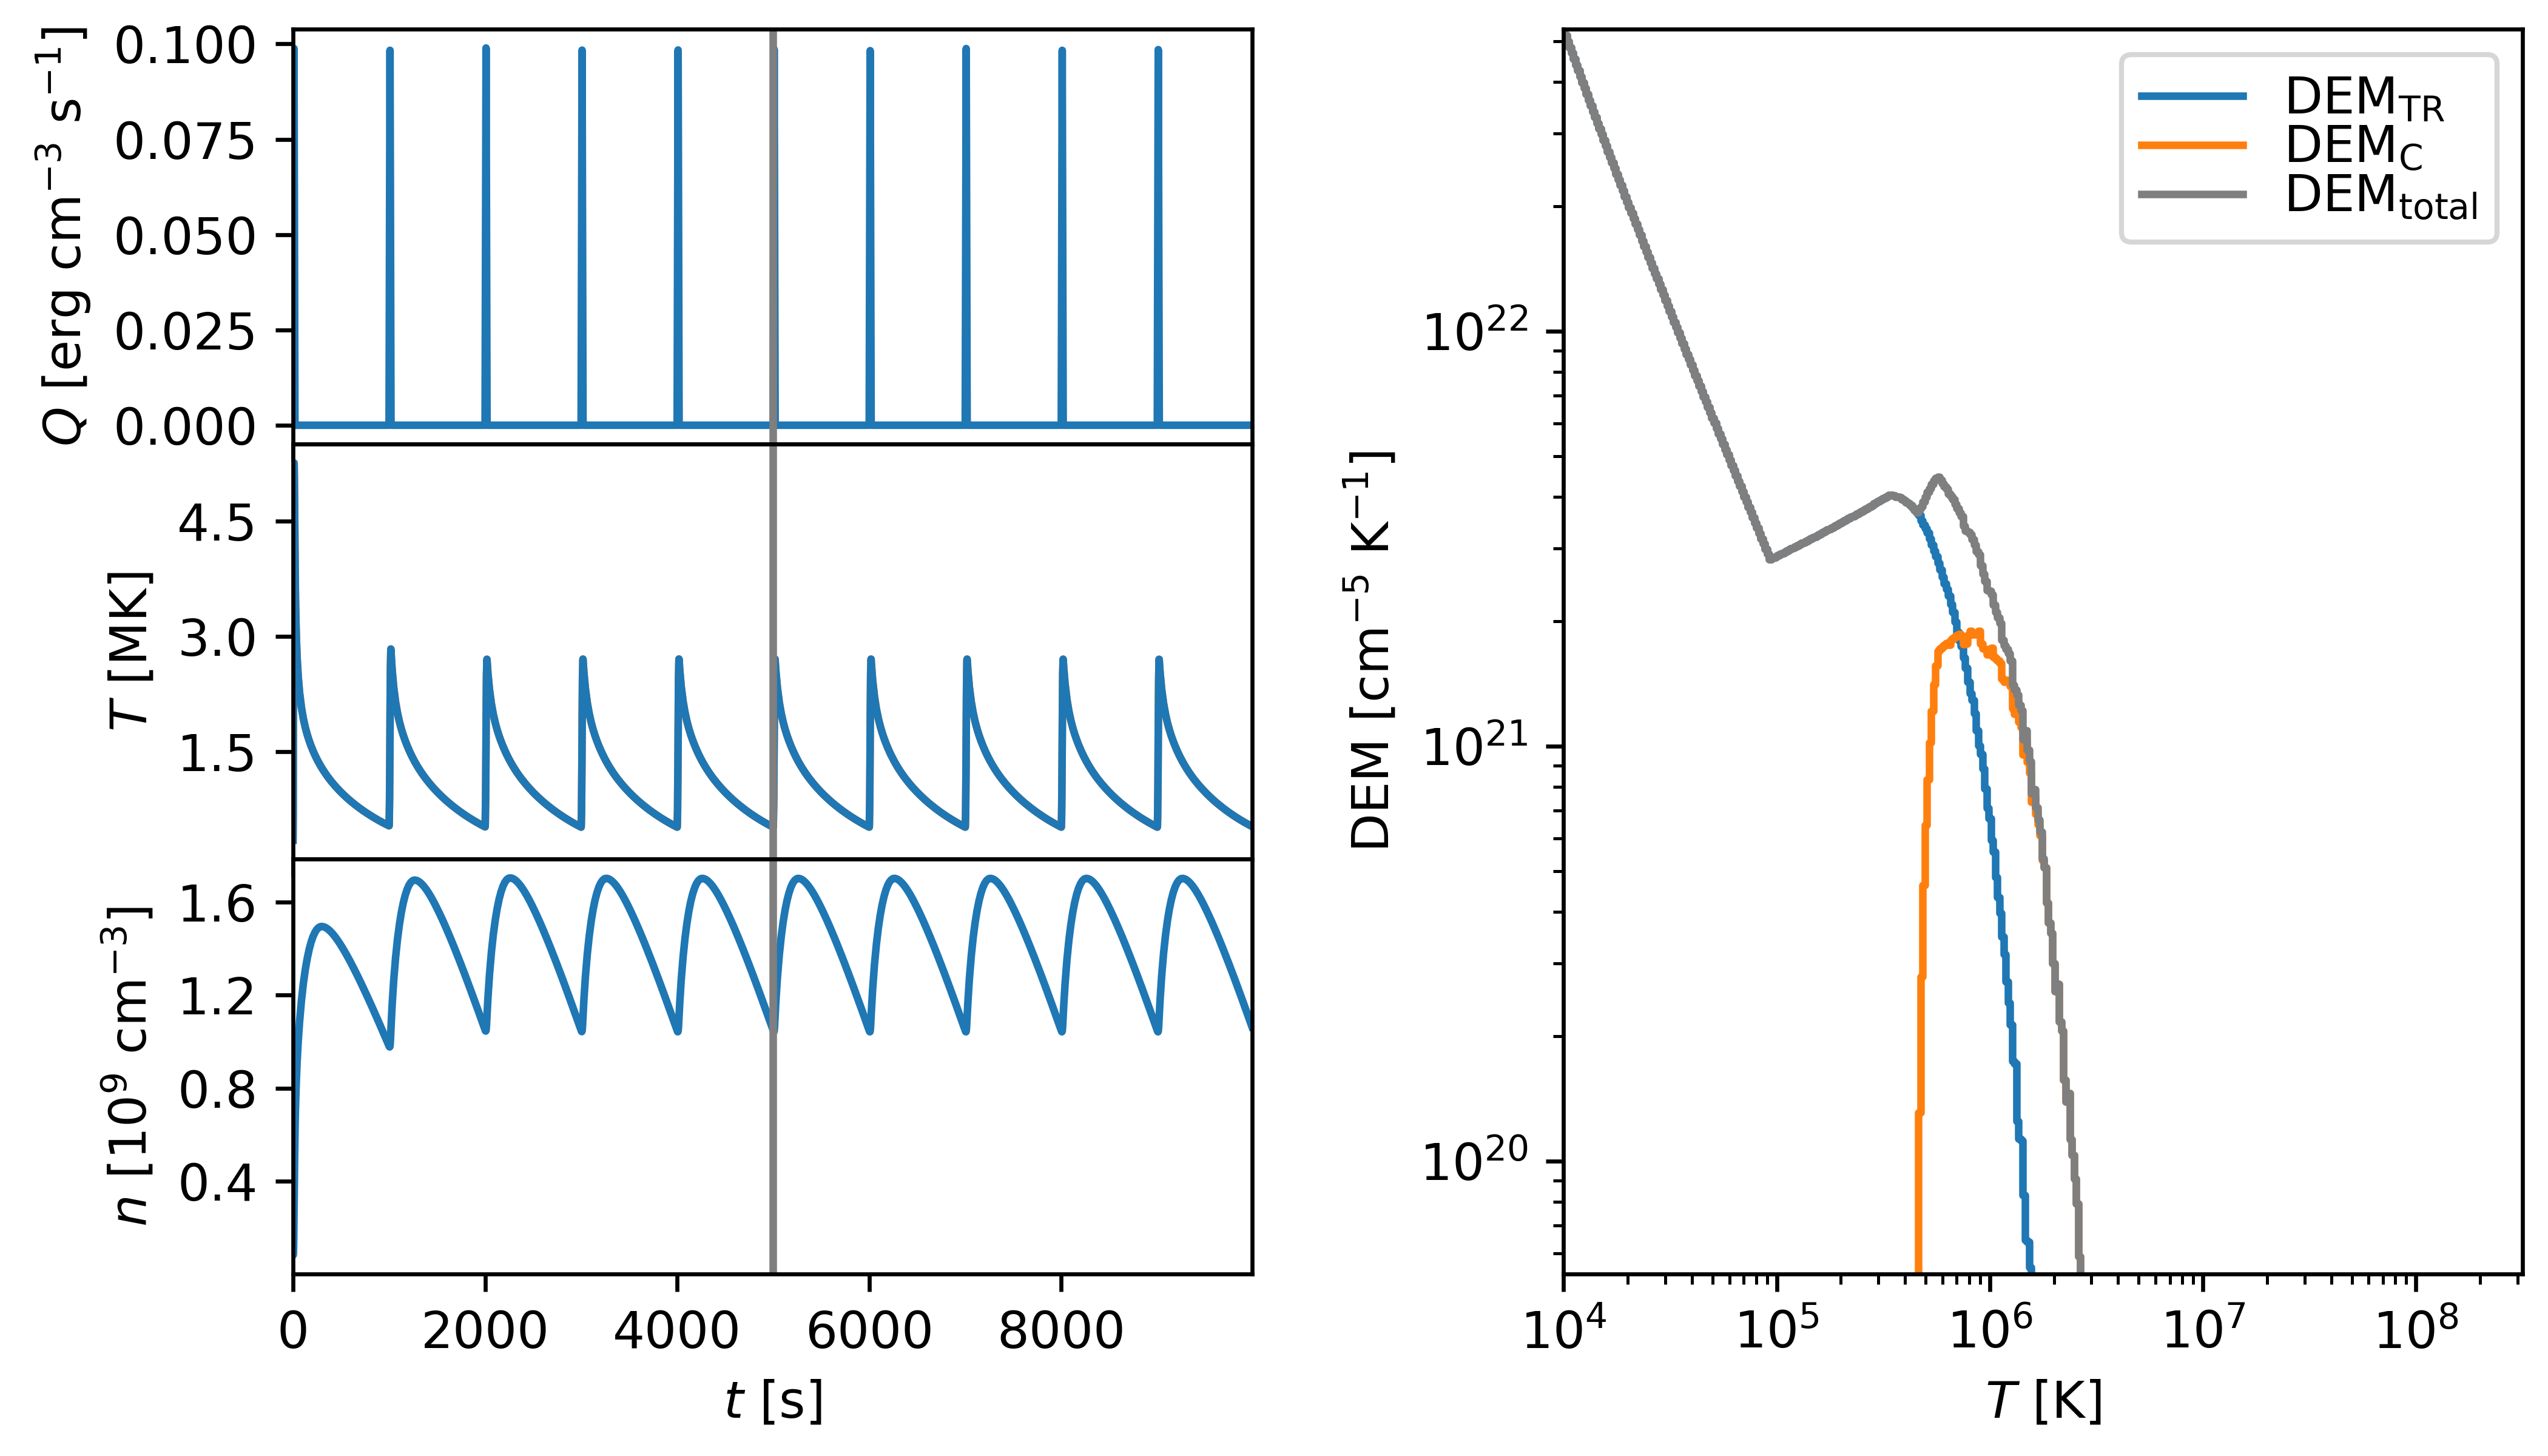 Q [erg cm⁻³ s⁻¹]
0.100
0.075
0.050
0.025
0.000
T [MK]
4.5
3.0
1.5
n [10⁹ cm⁻³]
1.6
1.2
0.8
0.4
0 2000 4000 6000 8000
t [s]
DEM [cm⁻⁵ K⁻¹]
10²²
10²¹
10²⁰
10⁴ 10⁵ 10⁶ 10⁷ 10⁸
T [K]
DEM_TR
DEM_C
DEM_total